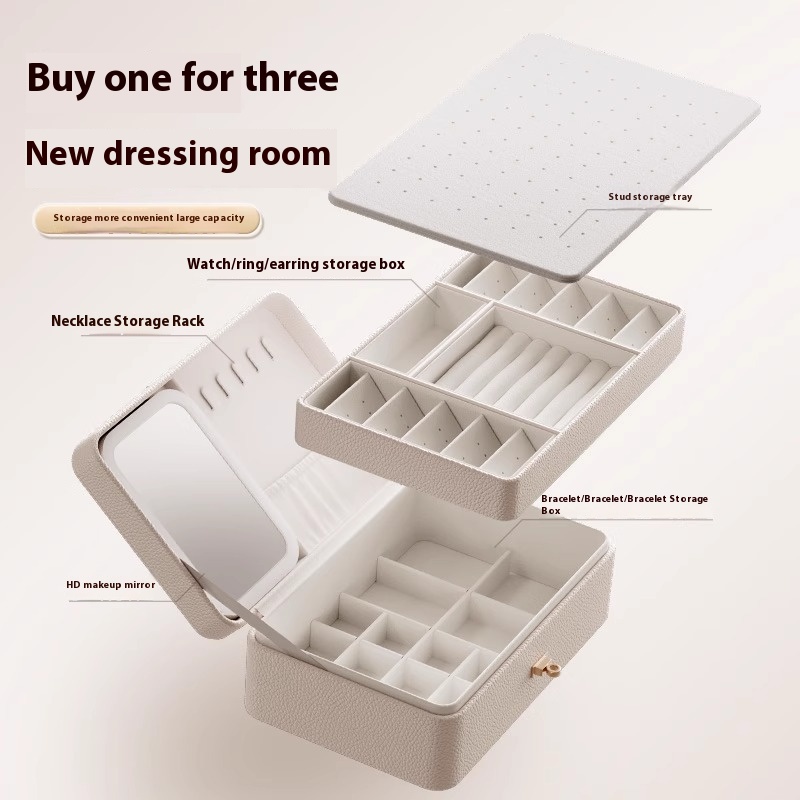 Buy one for three
New dressing room
Storage more convenient large capacity
Stud storage tray
Watch/ring/earring storage box
Necklace Storage Rack
Bracelet/Bracelet/Bracelet Storage
Box
HD makeup mirror